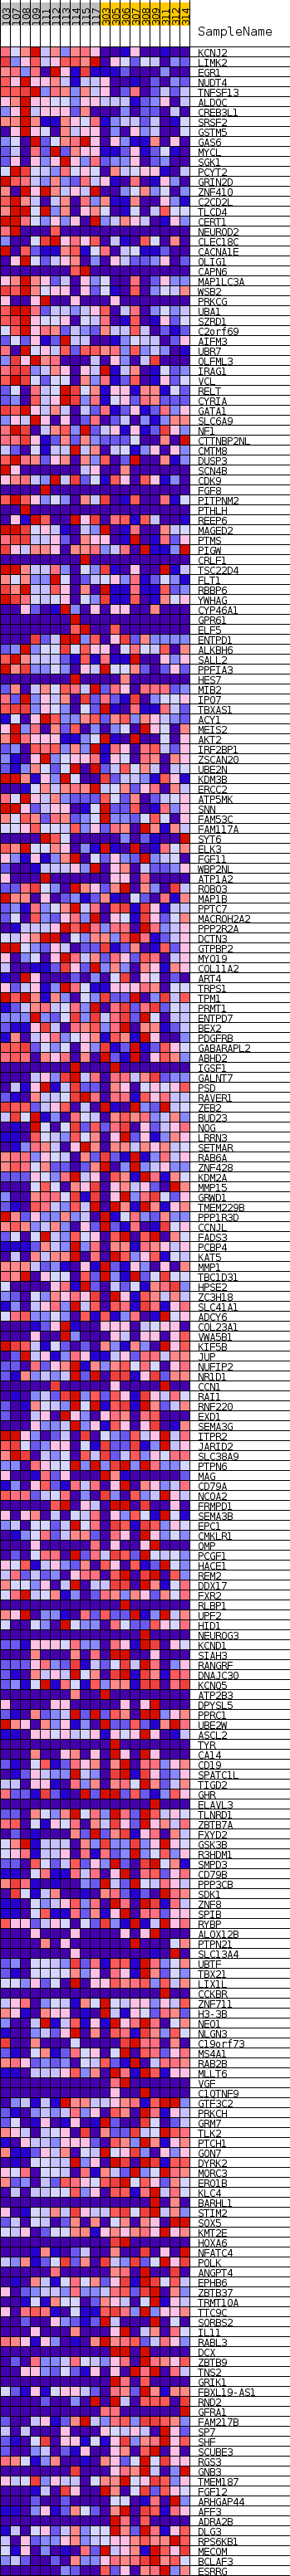 103
107
108
109
111
112
113
114
115
117
303
305
306
307
308
309
311
312
314
SampleName
KCNJ2
LIMK2
EGR1
NUDT4
TNFSF13
ALDOC
CREB3L1
SRSF2
GSTM5
GAS6
MYCL
SGK1
PCYT2
GRIN2D
ZNF410
C2CD2L
TLCD4
CERT1
NEUROD2
CLEC18C
CACNA1E
OLIG1
CAPN6
MAP1LC3A
WSB2
PRKCG
UBA1
SZRD1
C2orf69
AIFM3
UBR7
OLFML3
IRAG1
VCL
RELT
CYRIA
GATA1
SLC6A9
NF1
CTTNBP2NL
CMTM8
DUSP3
SCN4B
CDK9
FGF8
PITPNM2
PTHLH
REEP6
MAGED2
PTMS
PIGW
CRLF1
TSC22D4
FLT1
RBBP6
YWHAG
CYP46A1
GPR61
ELF5
ENTPD1
ALKBH6
SALL2
PPFIA3
HES7
MIB2
IPO7
TBXAS1
ACY1
MEIS2
AKT2
IRF2BP1
ZSCAN20
UBE2N
KDM3B
ERCC2
ATP5MK
SNN
FAM53C
FAM117A
SYT6
ELK3
FGF11
WBP2NL
ATP1A2
ROBO3
MAP1B
PPTC7
MACROH2A2
PPP2R2A
DCTN3
GTPBP2
MYO19
COL11A2
ART4
TRPS1
TPM1
PRMT1
ENTPD7
BEX2
PDGFRB
GABARAPL2
ABHD2
IGSF1
GALNT7
PSD
RAVER1
ZEB2
BUD23
NOG
LRRN3
SETMAR
RAB6A
ZNF428
KDM2A
MMP15
GRWD1
TMEM229B
PPP1R3D
CCNJL
FADS3
PCBP4
KAT5
MMP1
TBC1D31
HPSE2
ZC3H18
SLC41A1
ADCY6
COL23A1
VWA5B1
KIF5B
JUP
NUFIP2
NR1D1
CCN1
RAI1
RNF220
EXD1
SEMA3G
ITPR2
JARID2
SLC38A9
PTPN6
MAG
CD79A
NCOA2
FRMPD1
SEMA3B
EPC1
CMKLR1
OMP
PCGF1
HACE1
REM2
DDX17
FXR2
RLBP1
UPF2
HID1
NEUROG3
KCND1
SIAH3
RANGRF
DNAJC30
KCNQ5
ATP2B3
DPYSL5
PPRC1
UBE2W
ASCL2
TYR
CA14
CD19
SPATC1L
TIGD2
GHR
ELAVL3
TLNRD1
ZBTB7A
FXYD2
GSK3B
R3HDM1
SMPD3
CD79B
PPP3CB
SDK1
ZNF8
SPIB
RYBP
ALOX12B
PTPN21
SLC13A4
UBTF
TBX21
LIX1L
CCKBR
ZNF711
H3-3B
NEO1
NLGN3
C19orf73
MS4A1
RAB2B
MLLT6
VGF
C1QTNF9
GTF3C2
PRKCH
GRM7
TLK2
PTCH1
GON7
DYRK2
MORC3
ERO1B
KLC4
BARHL1
STIM2
SOX5
KMT2E
HOXA6
NFATC4
POLK
ANGPT4
EPHB6
ZBTB37
TRMT10A
TTC9C
SORBS2
IL11
RABL3
DCX
ZBTB9
TNS2
GRIK1
FBXL19-AS1
RND2
GFRA1
FAM217B
SP7
SHF
SCUBE3
RGS3
GNB3
TMEM187
FGF12
ARHGAP44
AFF3
ADRA2B
DLG3
RPS6KB1
MECOM
BCLAF3
ESRRG